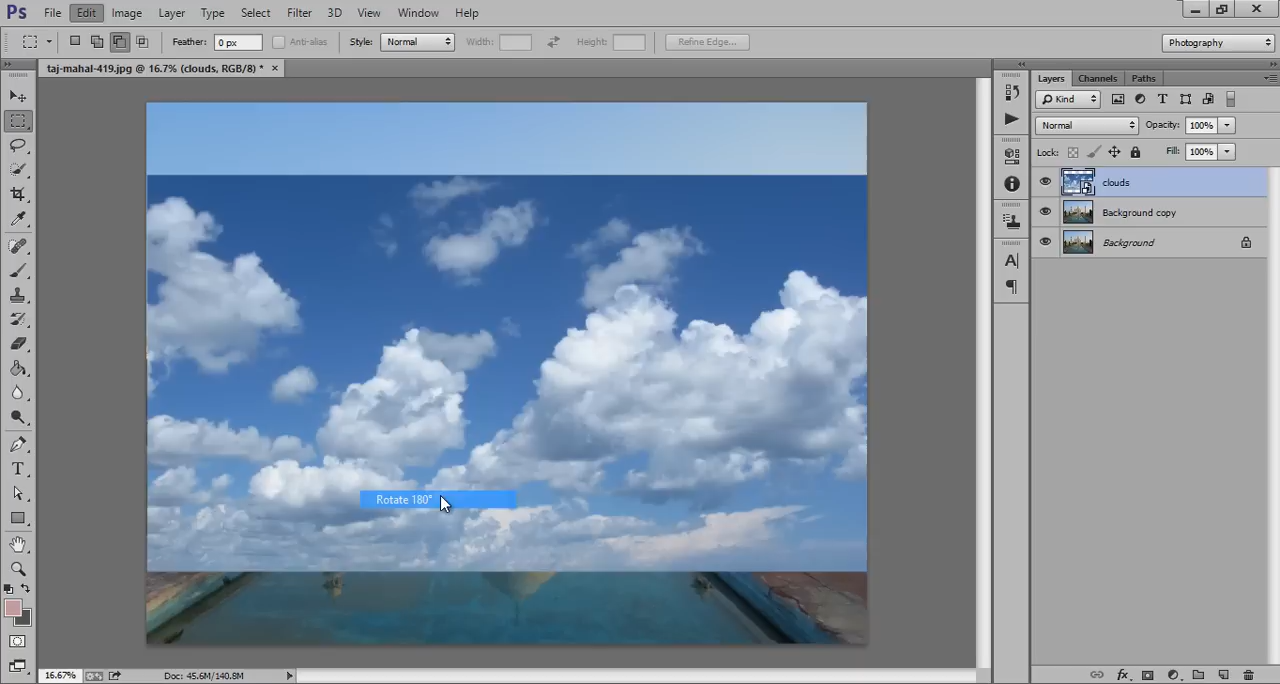 Ps File Edit Image Layer Type Select Filter 3D View Window Help
Feather: 0 px Anti-alias Style: Normal Width: Height: Refine Edge... Photography
taj-mahal-419.jpg @ 16.7% (clouds, RGB/8) * ×
Layers Channels Paths
Kind
Normal Opacity: 100%
Lock: Fill: 100%
clouds
Background copy
Background
Rotate 180°
16.67% Doc: 45.6M/140.8M